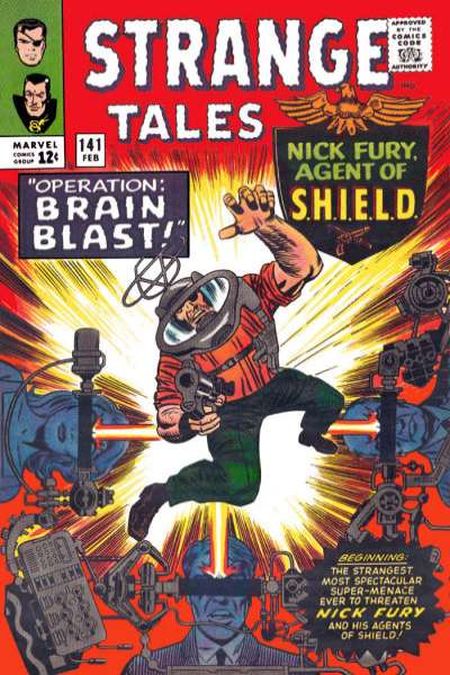 STRANGE
TALES
APPROVED
BY THE
COMICS
CODE
AUTHORITY
MARVEL
COMICS
GROUP
12¢
141
FEB
NICK FURY,
AGENT OF
S.H.I.E.L.D.
"OPERATION:
BRAIN
BLAST!"
BEGINNING:
THE STRANGEST
MOST SPECTACULAR
SUPER-MENACE
EVER TO THREATEN
NICK FURY
AND HIS AGENTS
OF SHIELD!